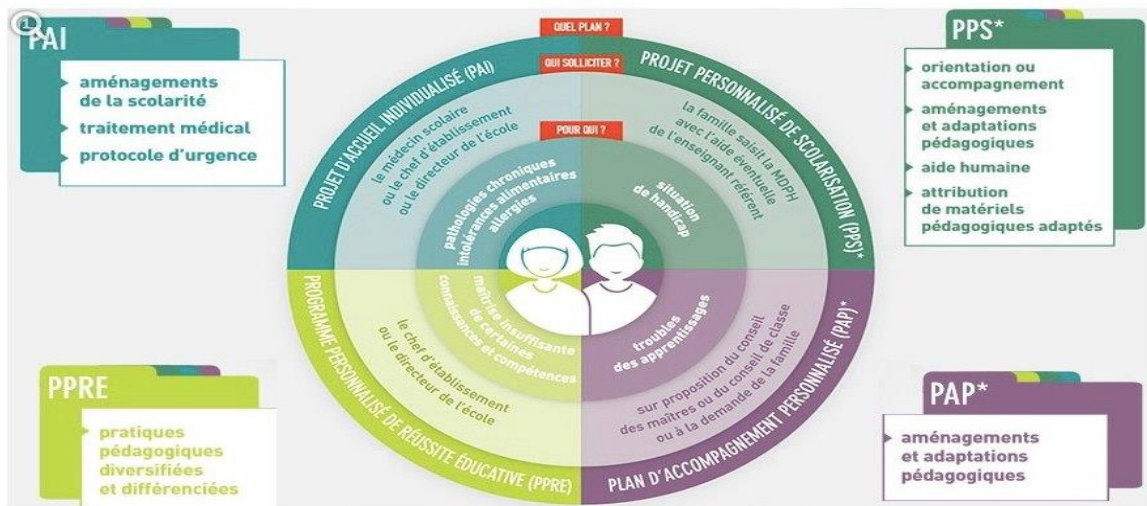 1
PAI
aménagements
de la scolarité
traitement médical
protocole d'urgence
QUEL PLAN ?
QUI SOLLICITER ?
POUR QUI ?
PROJET D'ACCUEIL INDIVIDUALISÉ (PAI)
le médecin scolaire
ou le chef d'établissement
ou le directeur de l'école
pathologies chroniques
intolérances alimentaires
allergies
PROJET PERSONNALISÉ DE SCOLARISATION (PPS)*
la famille saisit la MDPH
avec l'aide éventuelle
de l'enseignant référent
situation
de handicap
PPS*
orientation ou
accompagnement
aménagements
et adaptations
pédagogiques
aide humaine
attribution
de matériels
pédagogiques adaptés
PPRE
pratiques
pédagogiques
diversifiées
et différenciées
PROGRAMME PERSONNALISÉ DE RÉUSSITE ÉDUCATIVE (PPRE)
le chef d'établissement
ou le directeur de l'école
maîtrise insuffisante
de certaines
connaissances et compétences
troubles
des apprentissages
sur proposition du conseil
des maîtres ou du conseil de classe
ou à la demande de la famille
PLAN D'ACCOMPAGNEMENT PERSONNALISÉ (PAP)*
PAP*
aménagements
et adaptations
pédagogiques